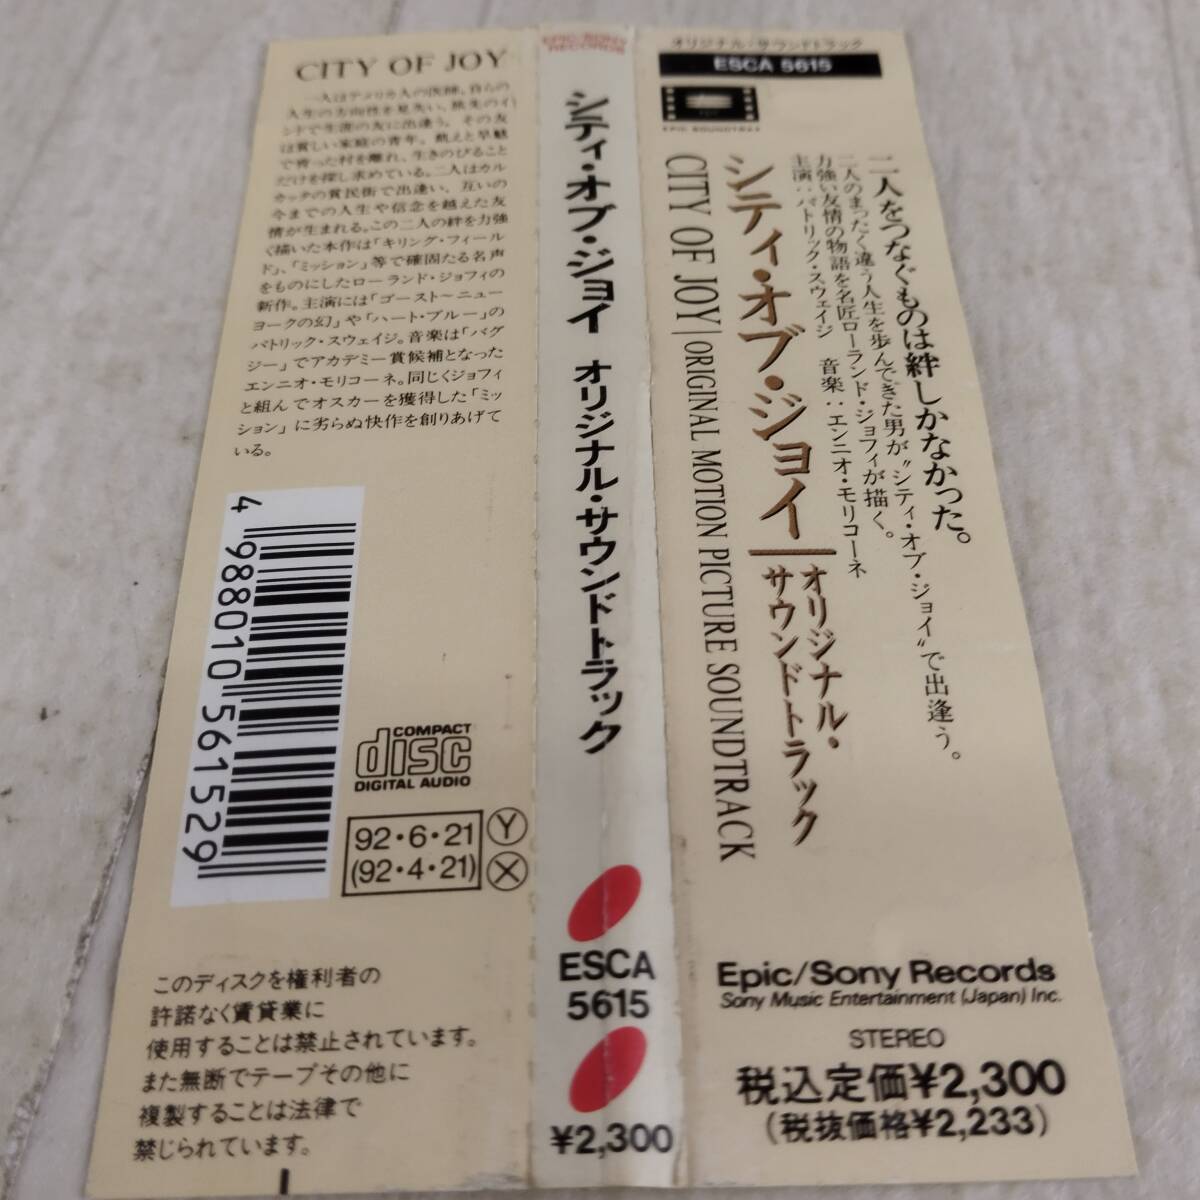 CITY OF JOY
一人はアメリカ人の医師。自らの
人生の方向性を見失い、旅先のイ
ンドで生涯の友に出逢う。その友
は貧しい家庭の青年。飢えと旱魃
で育った村を離れ、生きのびること
だけを探し求めている。二人はカル
カッタの貧民街で出逢い、互いの
今までの人生や信念を越えた友
情が生まれる。この二人の絆を力強
く描いた本作は「キリング・フィール
ド」、「ミッション」等で確固たる名声
をものにしたローランド・ジョフィの
新作。主演には「ゴースト〜ニュー
ヨークの幻」や「ハート・ブルー」の
パトリック・スウェイジ。音楽は「バグ
ジー」でアカデミー賞候補となった
エンニオ・モリコーネ。同じくジョフィ
と組んでオスカーを獲得した「ミッ
ション」に劣らぬ快作を創りあげて
いる。
4 988010 561529
COMPACT
disc
DIGITAL AUDIO
92・6・21
(92・4・21)
Y
X
このディスクを権利者の
許諾なく賃貸業に
使用することは禁止されています。
また無断でテープその他に
複製することは法律で
禁じられています。
EPIC/SONY
RECORDS
シティ・オブ・ジョイ オリジナル・サウンドトラック
ESCA
5615
¥2,300
オリジナル・サウンドトラック
ESCA 5615
EPIC SOUNDTRAX
二人をつなぐものは絆しかなかった。
二人のまったく違う人生を歩んできた男が“シティ・オブ・ジョイ”で出逢う。
力強い友情の物語を名匠ローランド・ジョフィが描く。
主演：パトリック・スウェイジ 音楽：エンニオ・モリコーネ
シティ・オブ・ジョイ
オリジナル・
サウンドトラック
CITY OF JOY/ORIGINAL MOTION PICTURE SOUNDTRACK
Epic/Sony Records
Sony Music Entertainment (Japan) Inc.
STEREO
税込定価¥2,300
(税抜価格¥2,233)